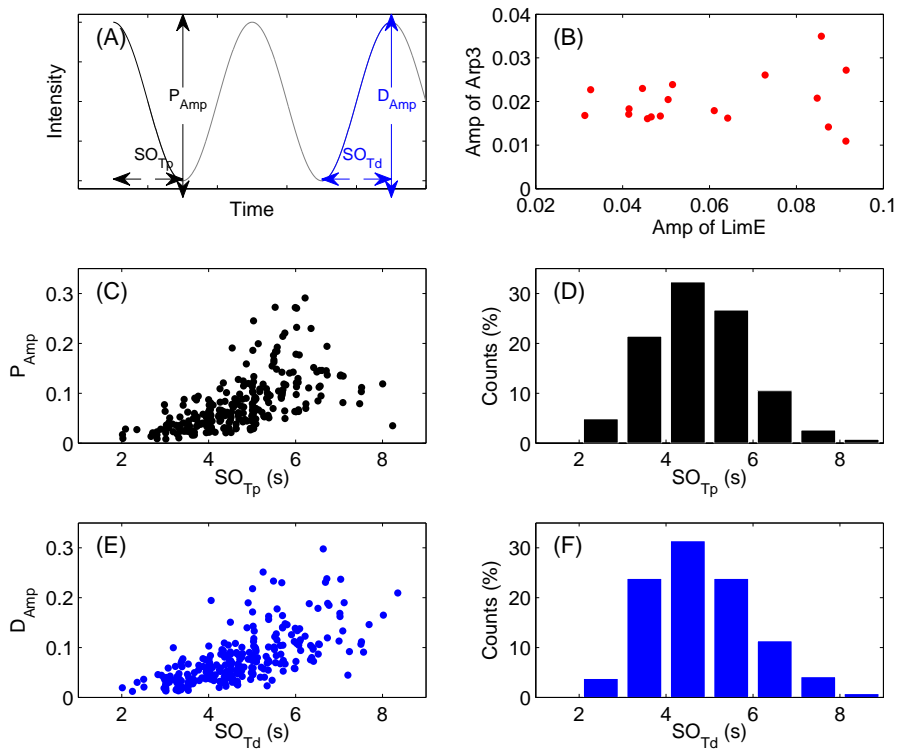 (A)
Intensity
P_Amp
D_Amp
SO_Tp
SO_Td
Time
(B)
Amp of Arp3
0.04
0.03
0.02
0.01
0
0.02 0.04 0.06 0.08 0.1
Amp of LimE
(C)
P_Amp
0.3
0.2
0.1
0
2 4 6 8
SO_Tp (s)
(D)
Counts (%)
30
20
10
0
2 4 6 8
SO_Tp (s)
(E)
D_Amp
0.3
0.2
0.1
0
2 4 6 8
SO_Td (s)
(F)
Counts (%)
30
20
10
0
2 4 6 8
SO_Td (s)